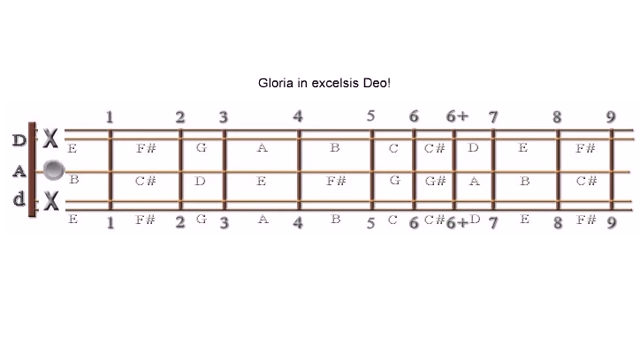 Gloria in excelsis Deo!
1 2 3 4 5 6 6+ 7 8 9
D X E F# G A B C C# D E F#
A B C# D E F# G G# A B C#
d X
E 1 F# 2 G 3 A 4 B 5 C 6 C# 6+ D 7 E 8 F# 9